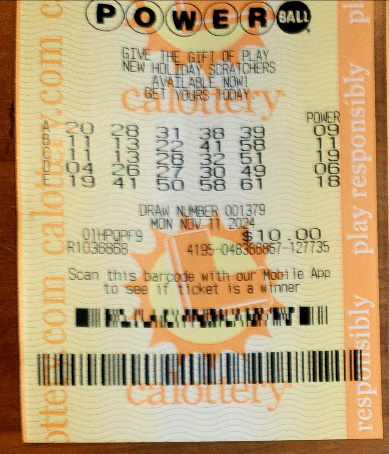 POWERBALL
GIVE THE GIFT OF PLAY
NEW HOLIDAY SCRATCHERS
AVAILABLE NOW!
GET YOURS TODAY
calottery
POWER
A 20 28 31 38 39 09
B 11 13 22 41 58 11
C 11 13 28 32 51 19
D 04 26 27 30 49 06
E 19 41 50 58 61 18
DRAW NUMBER 001379
MON NOV 11 2024
01HPQPF9 $10.00
R1036868 4195-048366867-127735
Scan this barcode with our Mobile App
to see if ticket is a winner
calottery
calottery.com calottery.c
play responsibly
responsibly